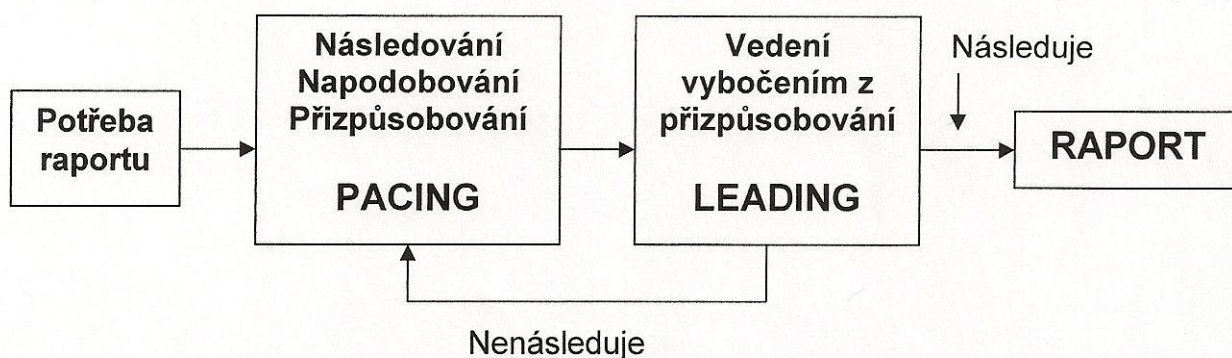 Potřeba
raportu
Následování
Napodobování
Přizpůsobování
PACING
Vedení
vybočením z
přizpůsobování
LEADING
Následuje
RAPORT
Nenásleduje